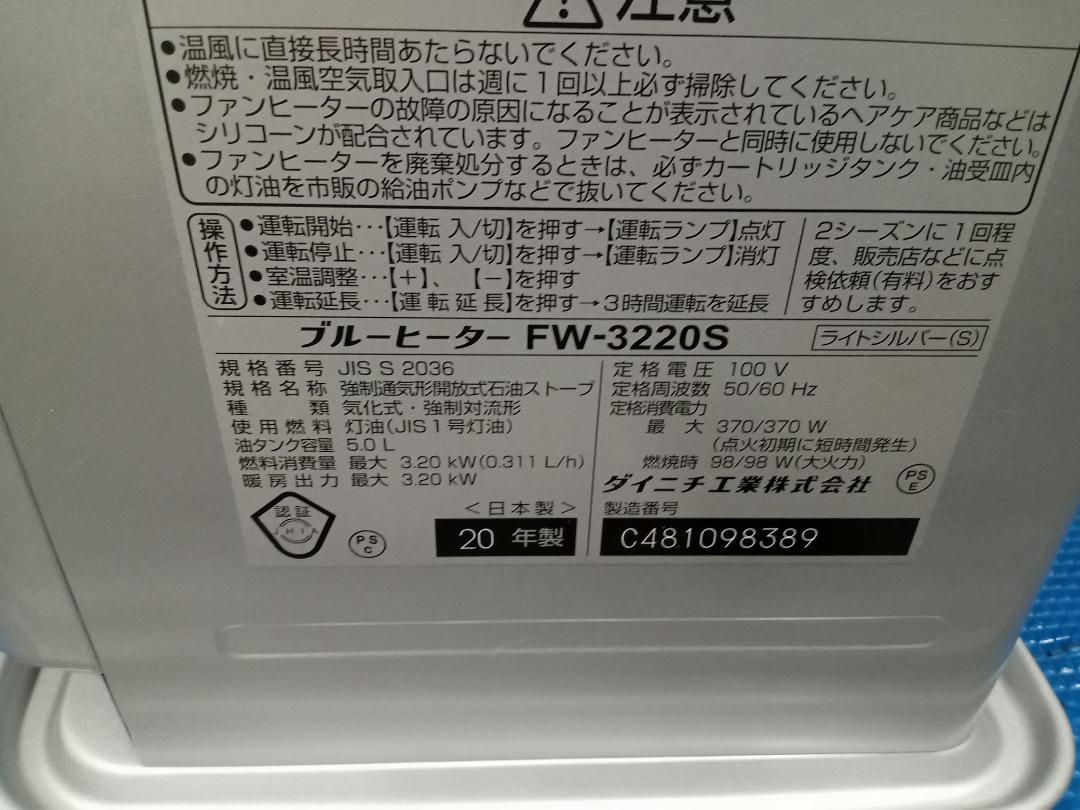 注意
●温風に直接長時間あたらないでください。
●燃焼・温風空気取入口は週に1回以上必ず掃除してください。
●ファンヒーターの故障の原因になることが表示されているヘアケア商品などは
シリコーンが配合されています。ファンヒーターと同時に使用しないでください。
●ファンヒーターを廃棄処分するときは、必ずカートリッジタンク・油受皿内
の灯油を市販の給油ポンプなどで抜いてください。
操作方法
●運転開始…【運転 入/切】を押す→【運転ランプ】点灯
●運転停止…【運転 入/切】を押す→【運転ランプ】消灯
●室温調整…【+】、【-】を押す
●運転延長…【運転延長】を押す→3時間運転を延長
2シーズンに1回程
度、販売店などに点
検依頼(有料)をおす
すめします。
ブルーヒーター FW-3220S
ライトシルバー(S)
規格番号 JIS S 2036
規格名称 強制通気形開放式石油ストーブ
種類 気化式・強制対流形
使用燃料 灯油(JIS1号灯油)
油タンク容量 5.0 L
燃料消費量 最大 3.20 kW(0.311 L/h)
暖房出力 最大 3.20 kW
定格電圧 100 V
定格周波数 50/60 Hz
定格消費電力
最大 370/370 W
(点火初期に短時間発生)
燃焼時 98/98 W(大火力)
ダイニチ工業株式会社
PS
E
認証
JHIA
PS
C
<日本製>
20 年製
製造番号
C481098389